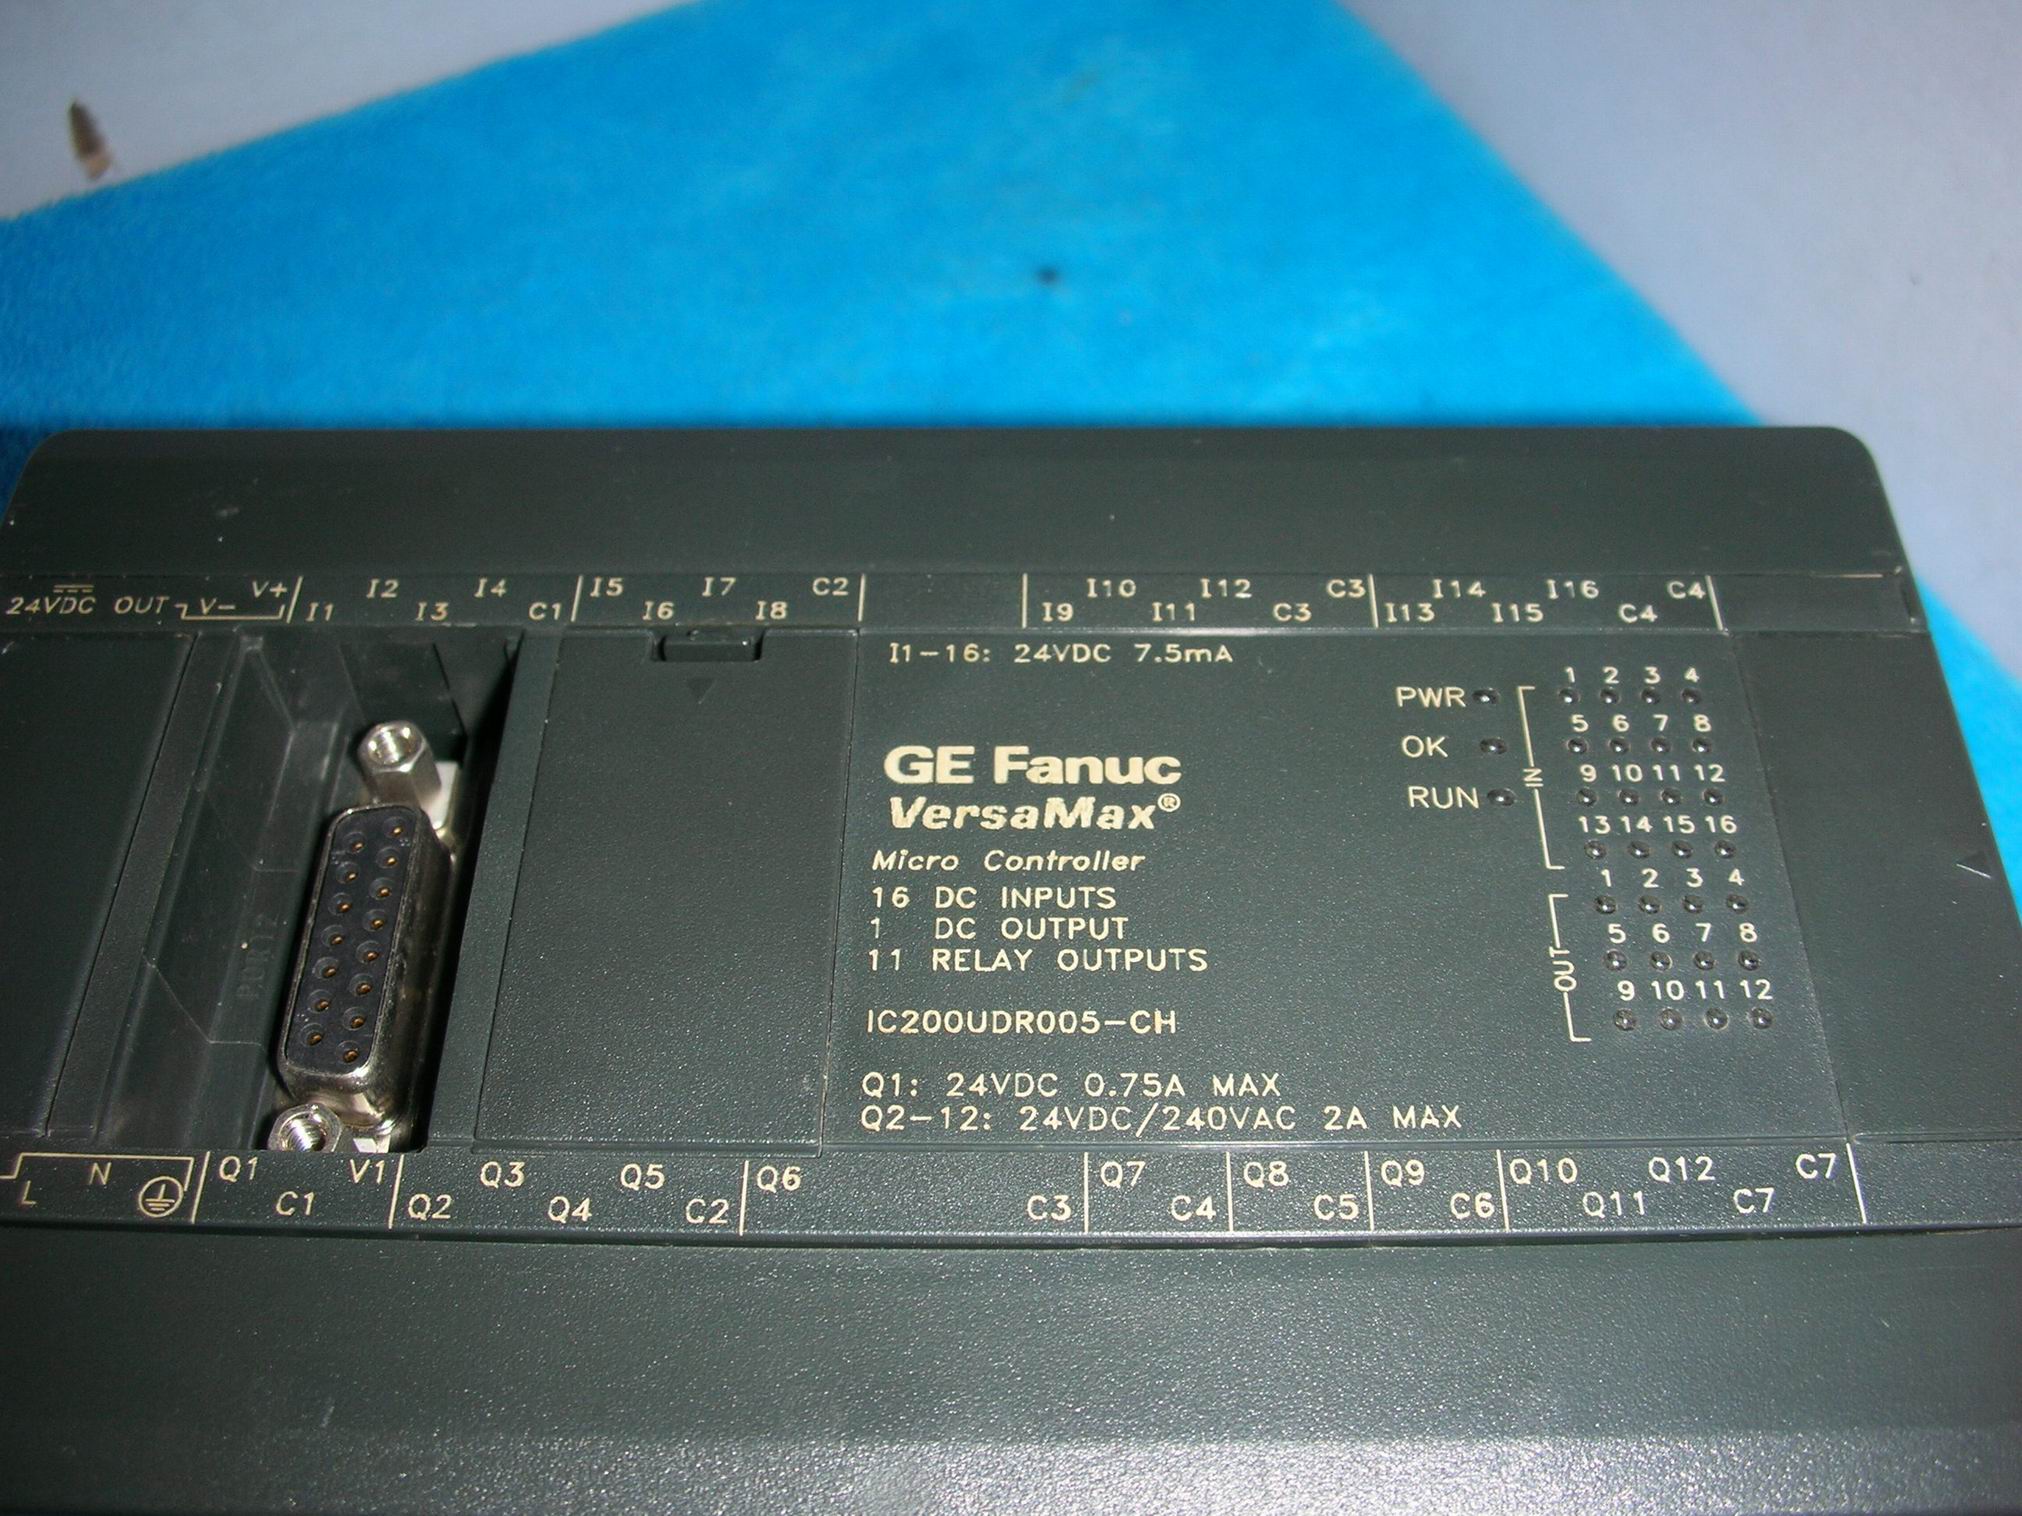 24VDC OUT V- V+ I1 I2 I3 I4 C1 I5 I6 I7 I8 C2 I9 I10 I11 I12 C3 C3 I13 I14 I15 I16 C4 C4
I1-16: 24VDC 7.5mA
GE Fanuc
VersaMax®
Micro Controller
16 DC INPUTS
1 DC OUTPUT
11 RELAY OUTPUTS
IC200UDR005-CH
Q1: 24VDC 0.75A MAX
Q2-12: 24VDC/240VAC 2A MAX
PWR
OK
RUN
IN
1 2 3 4
5 6 7 8
9 10 11 12
13 14 15 16
OUT
1 2 3 4
5 6 7 8
9 10 11 12
PORT2
L N Q1 C1 V1 Q2 Q3 Q4 Q5 C2 Q6 C3 Q7 C4 Q8 C5 Q9 C6 Q10 Q11 Q12 C7 C7